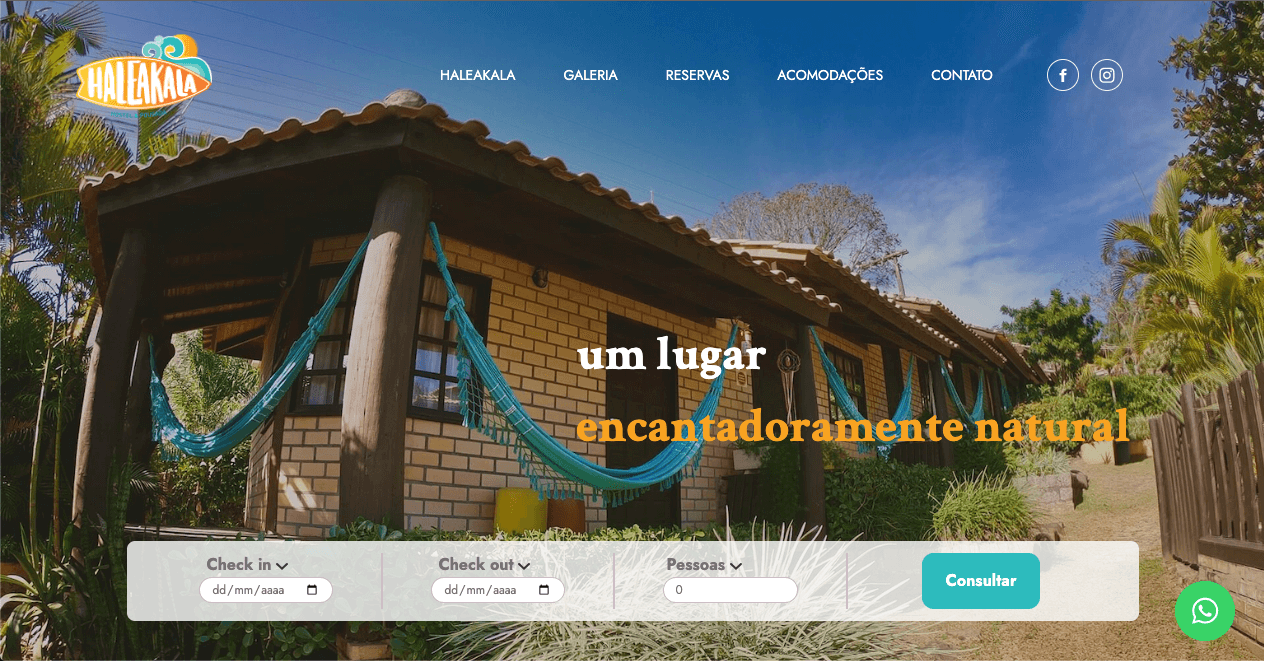 HALEAKALA
HALEAKALA GALERIA RESERVAS ACOMODAÇÕES CONTATO
um lugar
encantadoramente natural
Check in Check out Pessoas
dd/mm/aaaa dd/mm/aaaa 0
Consultar